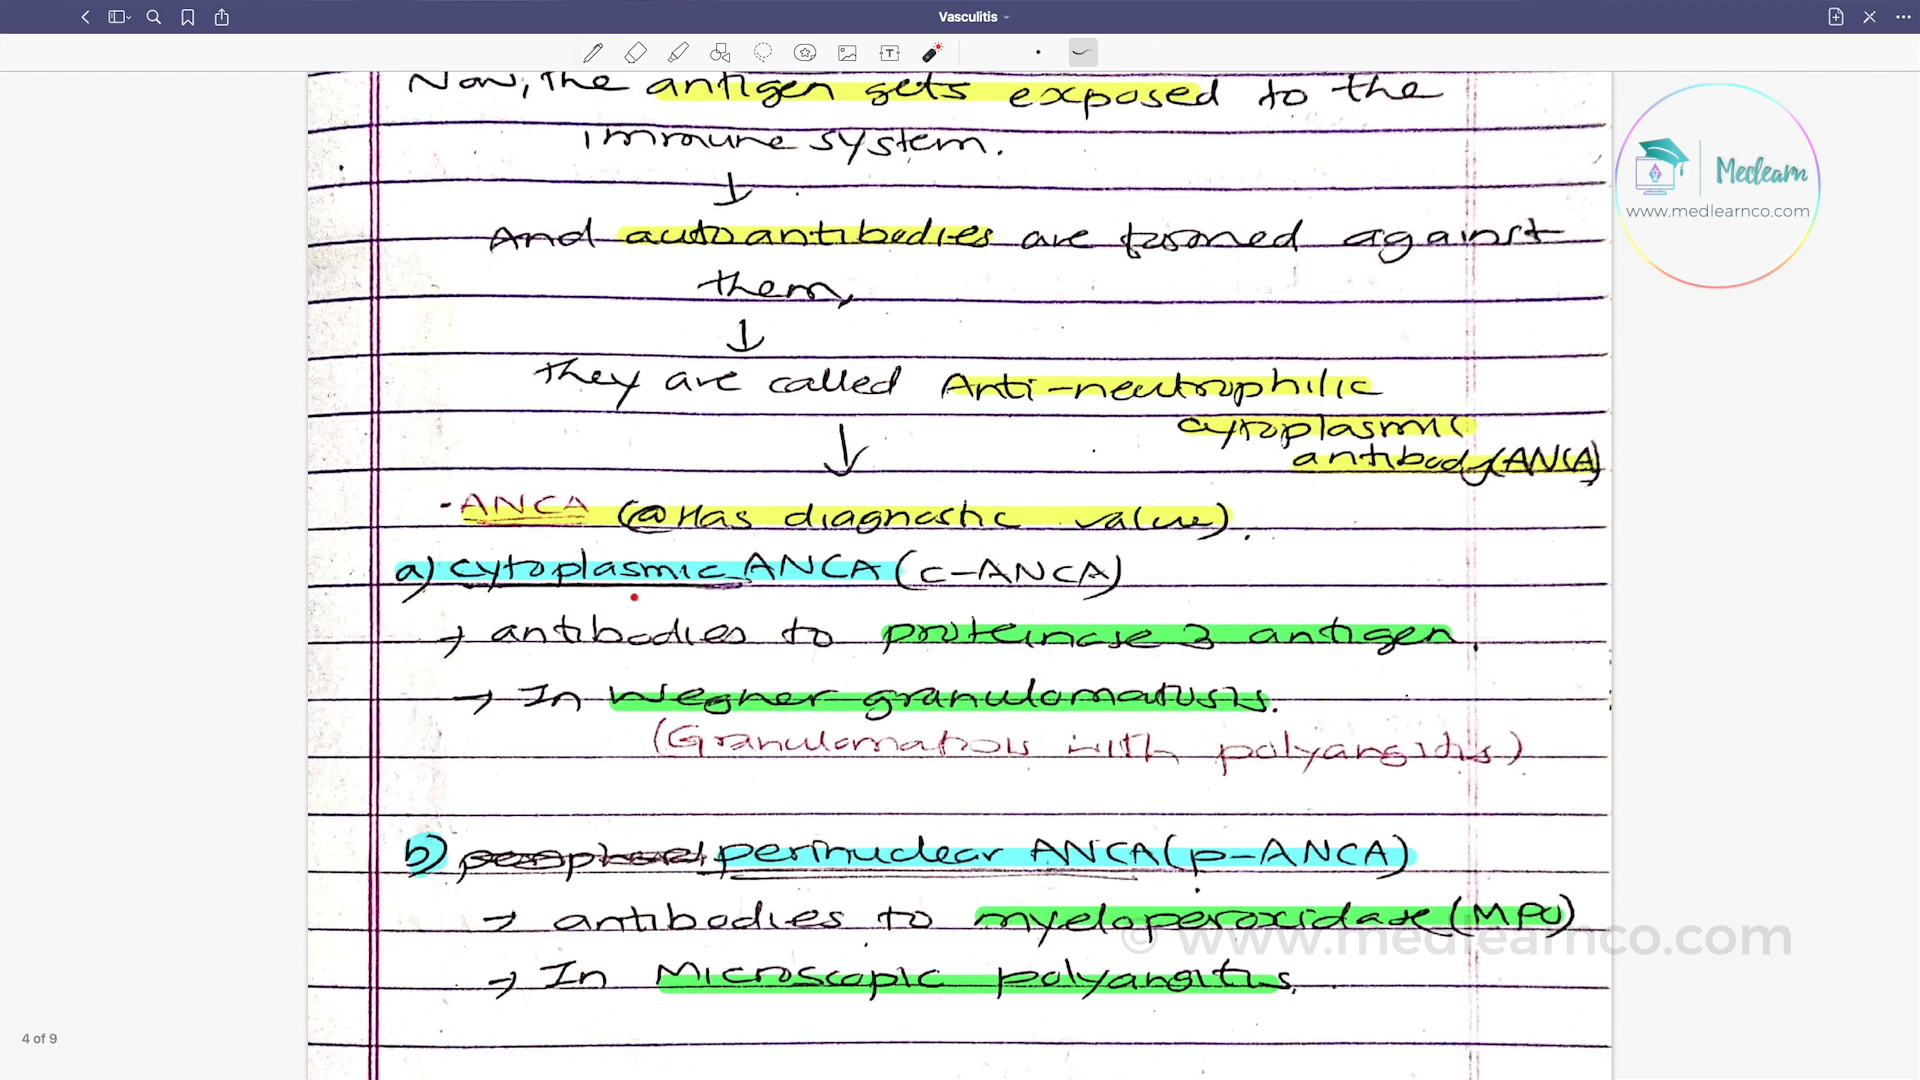 Vasculitis
Now, the antigen gets exposed to the
immune system.
↓
And autoantibodies are formed against
them,
↓
they are called Anti-neutrophilic
cytoplasmic
antibody (ANCA)
↓
• ANCA (@ Has diagnostic value).
a) cytoplasmic ANCA (c-ANCA)
→ antibodies to proteinase 3 antigen.
→ In Wegner granulomatosis.
(Granulomatosis with polyangitis)
b) perinuclear ANCA (p-ANCA)
→ antibodies to myeloperoxidase (MPO)
→ In Microscopic polyangitis.
4 of 9
Medlearn
www.medlearnco.com
© www.medlearnco.com